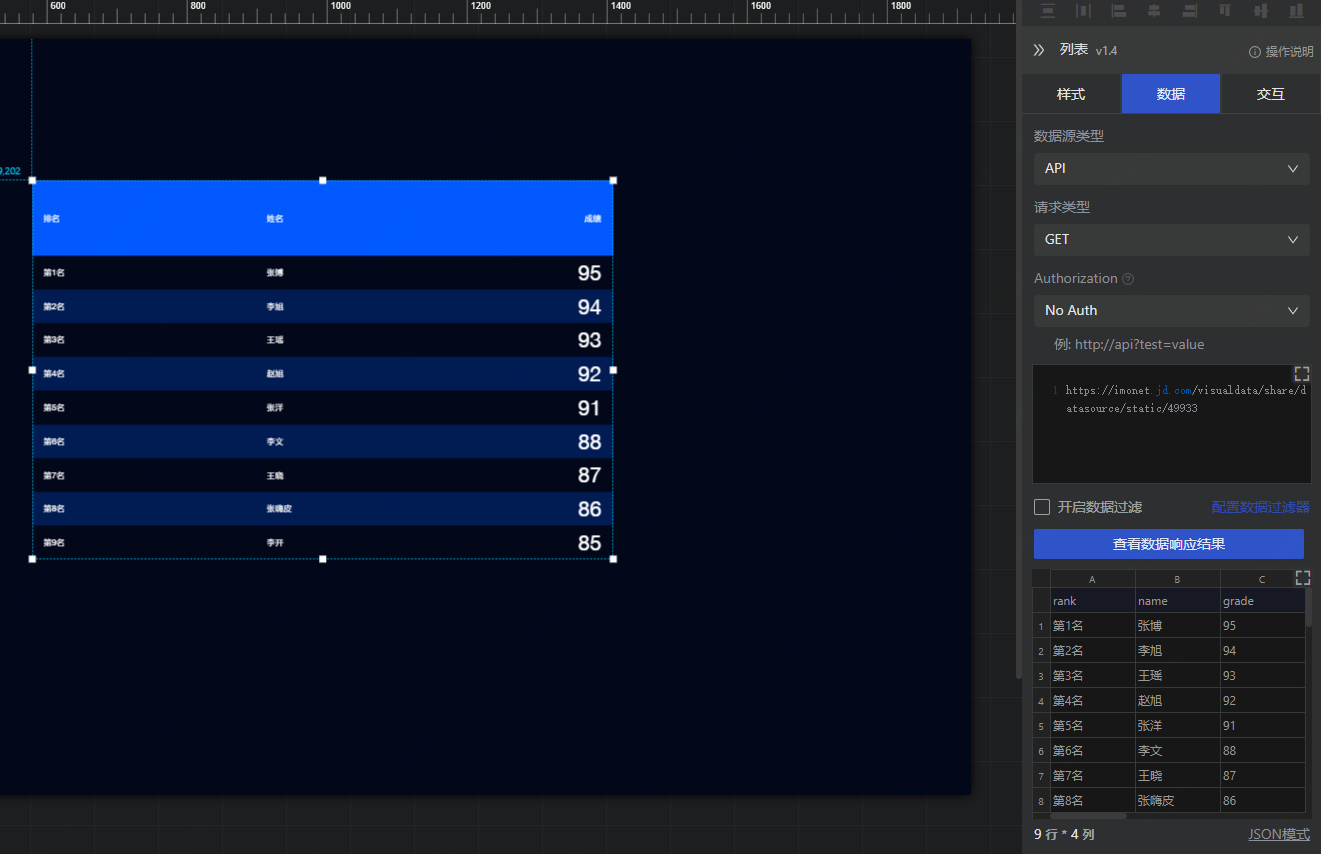 600 800 1000 1200 1400 1600 1800
列表 v1.4 操作说明
样式 数据 交互
数据源类型
API
请求类型
GET
Authorization
No Auth
例: http://api?test=value
1 https://imonet.jd.com/visualdata/share/d
atasource/static/49933
开启数据过滤 配置数据过滤器
查看数据响应结果
A B C
rank name grade
1 第1名 张博 95
2 第2名 李旭 94
3 第3名 王瑶 93
4 第4名 赵旭 92
5 第5名 张洋 91
6 第6名 李文 88
7 第7名 王晓 87
8 第8名 张嗨皮 86
9 行 * 4 列 JSON模式
,202
排名 姓名 成绩
第1名 张博 95
第2名 李旭 94
第3名 王瑶 93
第4名 赵旭 92
第5名 张洋 91
第6名 李文 88
第7名 王晓 87
第8名 张嗨皮 86
第9名 李开 85